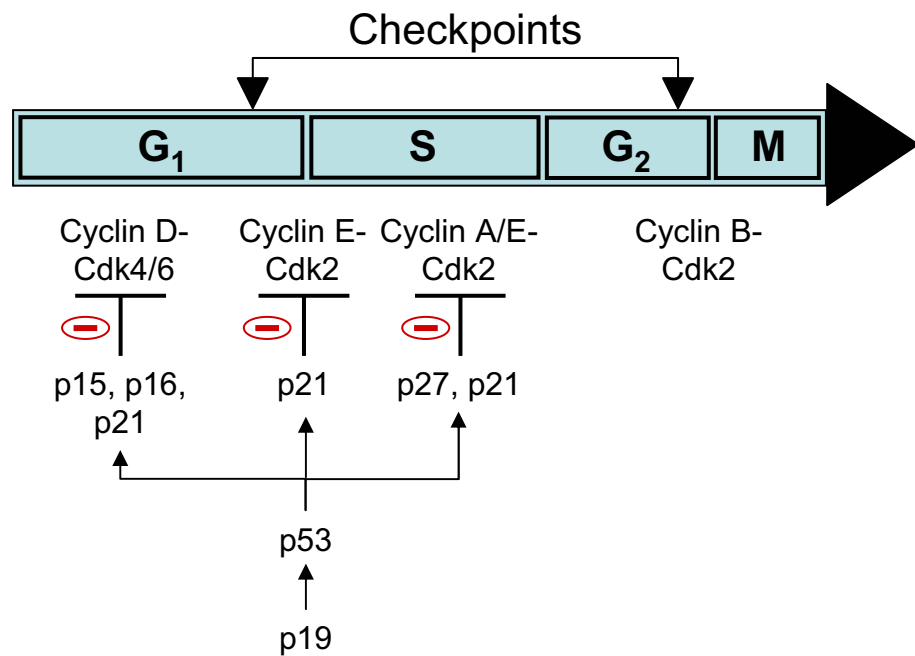 Checkpoints
G₁ S G₂ M
Cyclin D- Cyclin E- Cyclin A/E- Cyclin B-
Cdk4/6 Cdk2 Cdk2 Cdk2
p15, p16, p21 p27, p21
p21
p53
p19